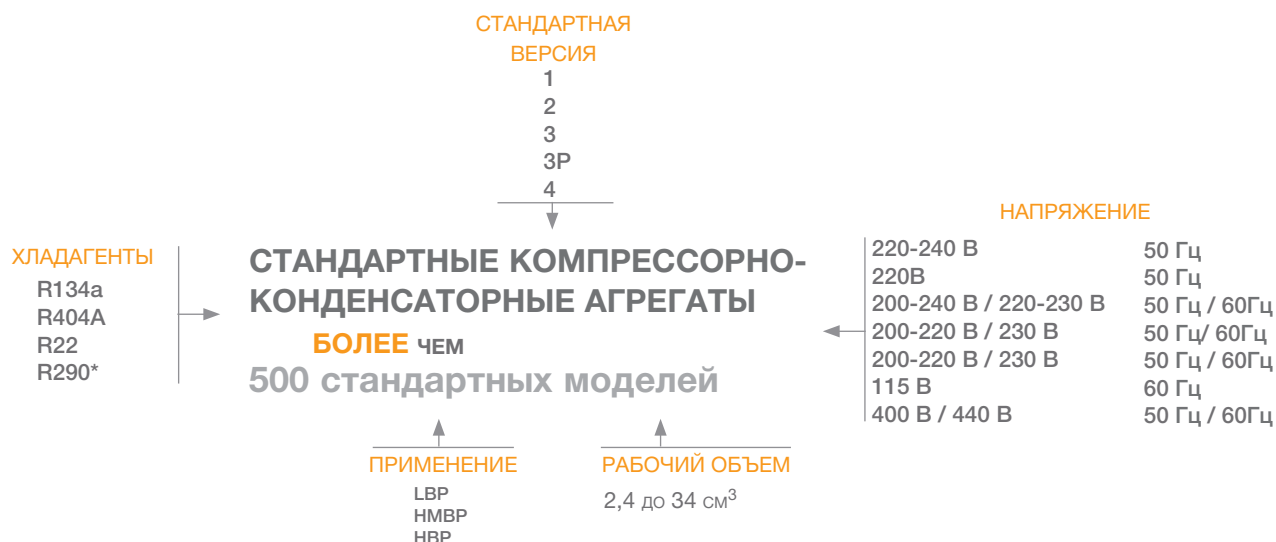 СТАНДАРТНАЯ
ВЕРСИЯ
1
2
3
3P
4
ХЛАДАГЕНТЫ
R134a
R404A
R22
R290*
СТАНДАРТНЫЕ КОМПРЕССОРНО-
КОНДЕНСАТОРНЫЕ АГРЕГАТЫ
БОЛЕЕ ЧЕМ
500 стандартных моделей
НАПРЯЖЕНИЕ
220-240 В 50 Гц
220В 50 Гц
200-240 В / 220-230 В 50 Гц / 60Гц
200-220 В / 230 В 50 Гц/ 60Гц
200-220 В / 230 В 50 Гц / 60Гц
115 В 60 Гц
400 В / 440 В 50 Гц / 60Гц
ПРИМЕНЕНИЕ
LBP
HMBP
HBP
РАБОЧИЙ ОБЪЕМ
2,4 ДО 34 СМ³